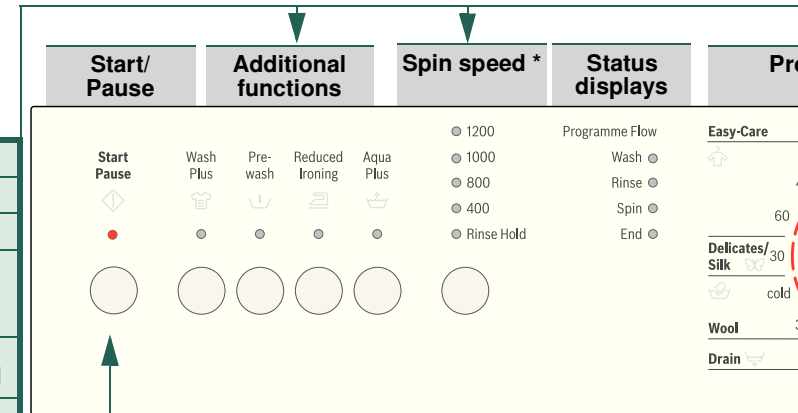 Start/
Pause
Additional
functions
Spin speed *
Status
displays
Start
Pause
Wash
Plus
Pre-
wash
Reduced
Ironing
Aqua
Plus
1200
1000
800
400
Rinse Hold
Programme Flow
Wash
Rinse
Spin
End
Easy-Care
60
Delicates/
Silk
30
cold
Wool
Drain